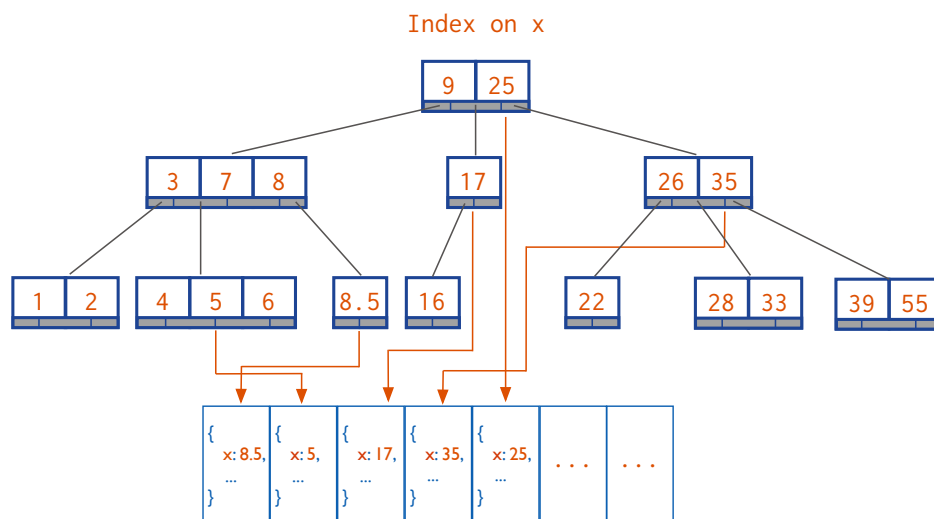 Index on x
9 25
3 7 8 17 26 35
1 2 4 5 6 8.5 16 22 28 33 39 55
{ { { { {
x: 8.5, x: 5, x: 17, x: 35, x: 25, ... ...
... ... ... ... ...
} } } } }